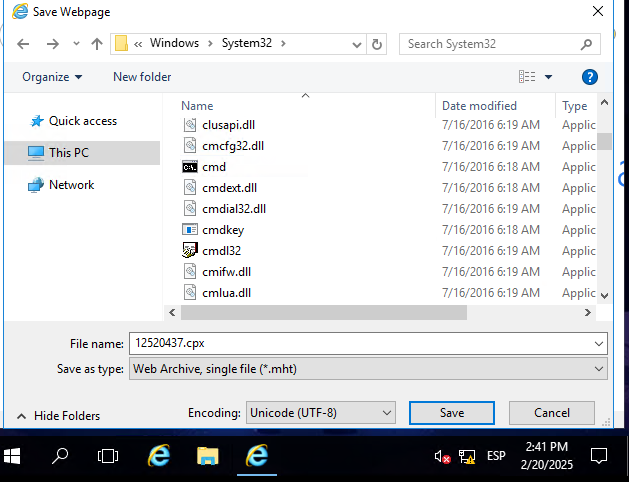 Save Webpage
« Windows > System32 >
Search System32
Organize
New folder
Name Date modified Type
Quick access
This PC
Network
clusapi.dll 7/16/2016 6:19 AM Applic
cmcfg32.dll 7/16/2016 6:19 AM Applic
cmd 7/16/2016 6:18 AM Applic
cmdext.dll 7/16/2016 6:18 AM Applic
cmdial32.dll 7/16/2016 6:19 AM Applic
cmdkey 7/16/2016 6:18 AM Applic
cmdl32 7/16/2016 6:19 AM Applic
cmifw.dll 7/16/2016 6:19 AM Applic
cmlua.dll 7/16/2016 6:19 AM Applic
File name: 12520437.cpx
Save as type: Web Archive, single file (*.mht)
Hide Folders
Encoding: Unicode (UTF-8)
Save
Cancel
ESP
2:41 PM
2/20/2025